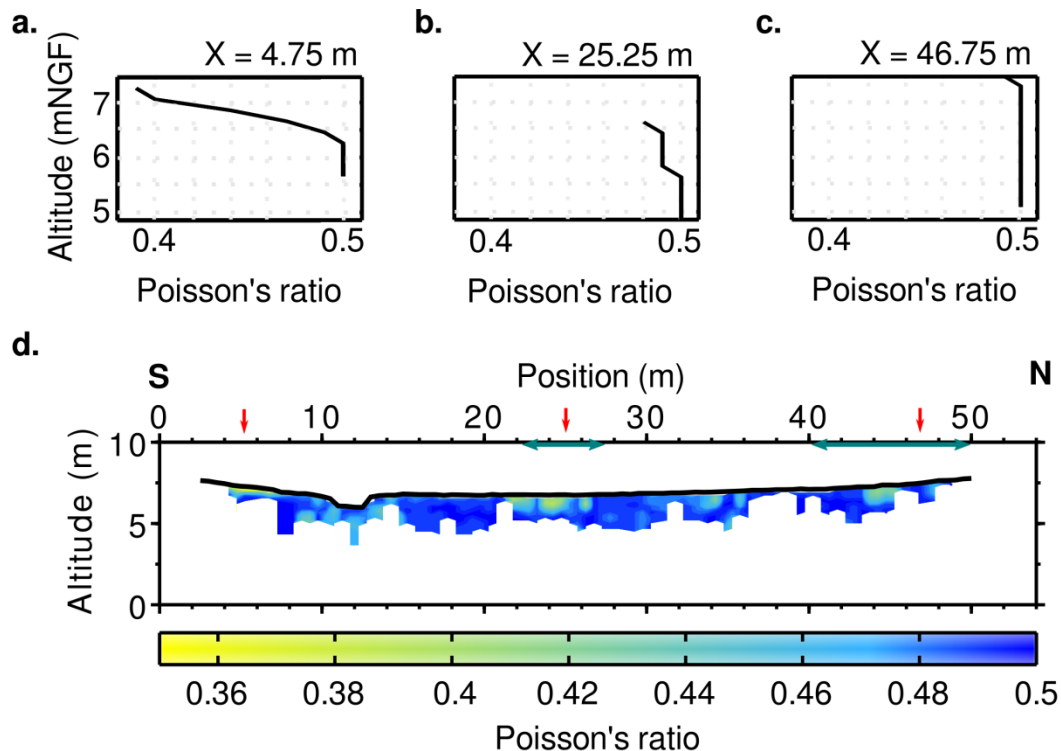 a.
X = 4.75 m
b.
X = 25.25 m
c.
X = 46.75 m
Altitude (mNGF)
7
6
5
0.4 0.5
0.4 0.5
0.4 0.5
Poisson's ratio
Poisson's ratio
Poisson's ratio
d.
S
Position (m)
N
0 10 20 30 40 50
Altitude (m)
10
5
0
0.36 0.38 0.4 0.42 0.44 0.46 0.48 0.5
Poisson's ratio